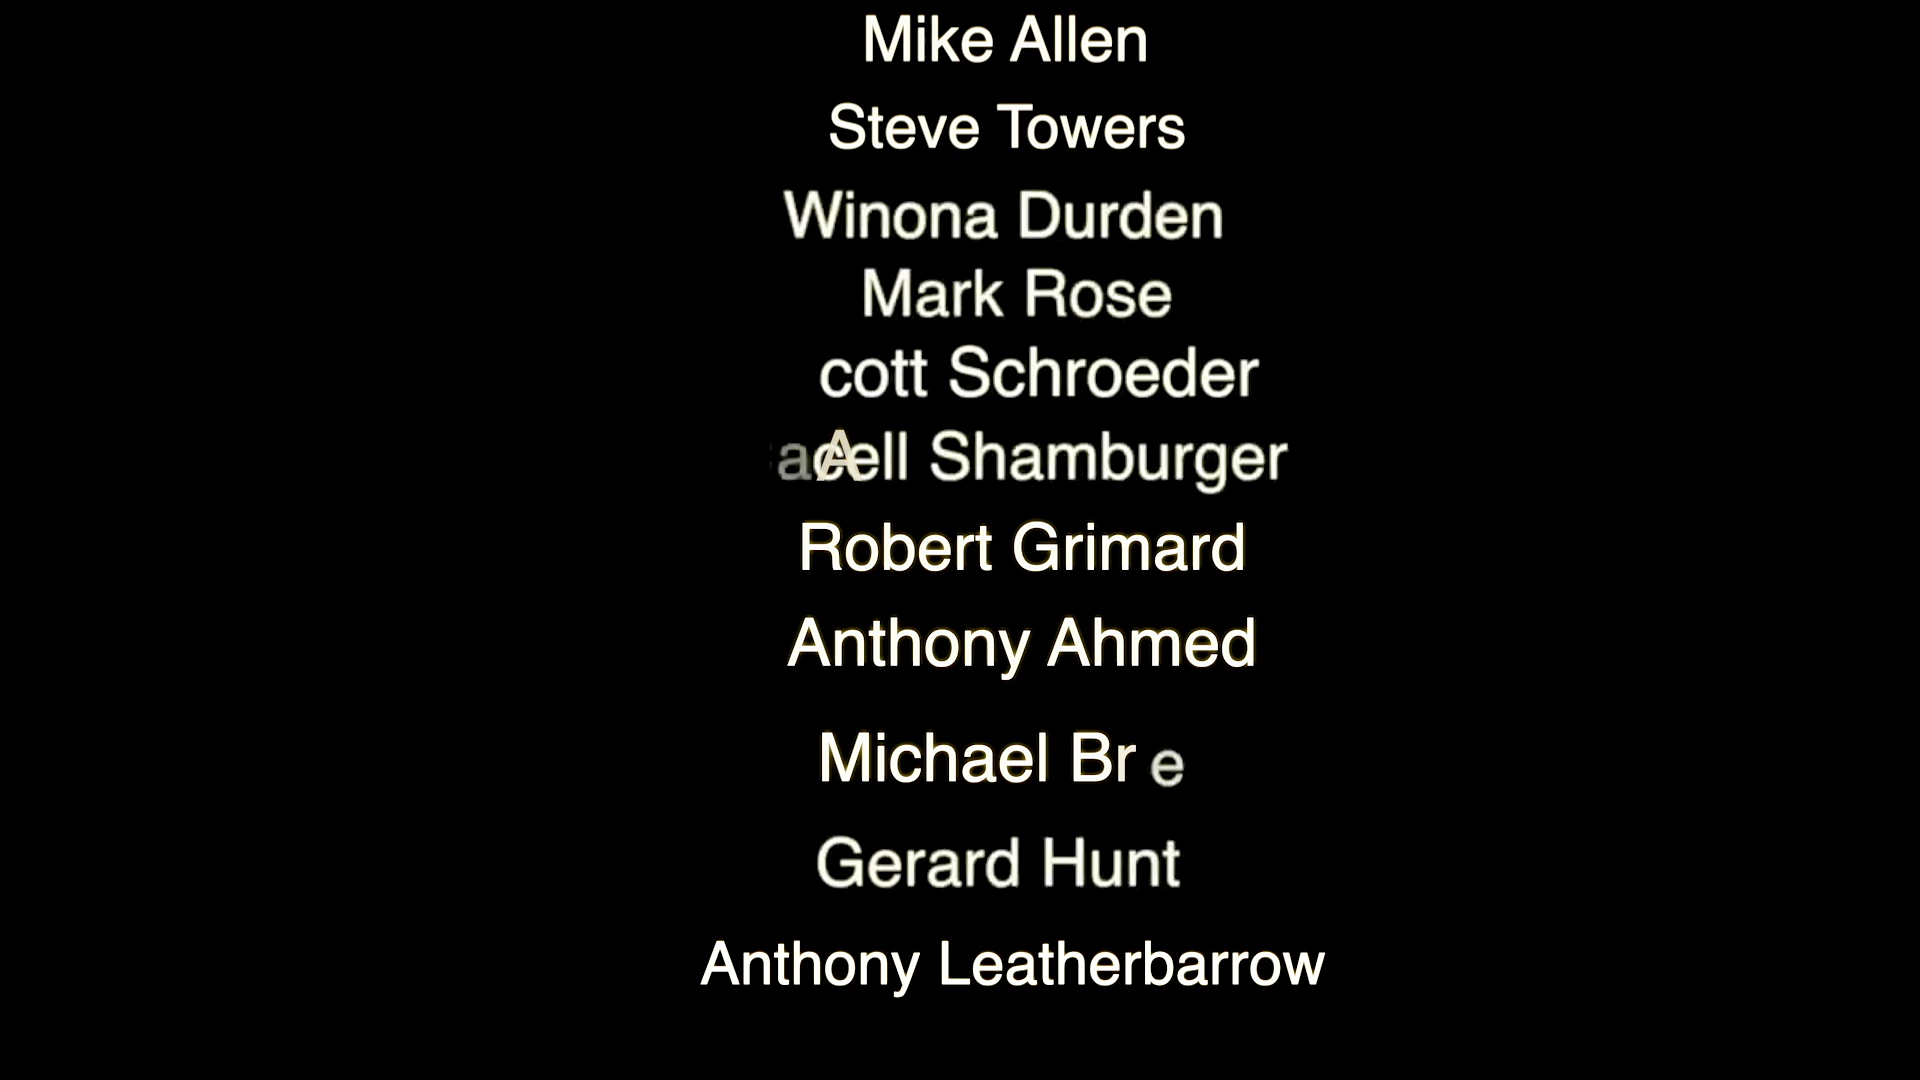 Mike Allen
Steve Towers
Winona Durden
Mark Rose
cott Schroeder
Shamburger
Robert Grimard
Anthony Ahmed
Michael Br e
Gerard Hunt
Anthony Leatherbarrow